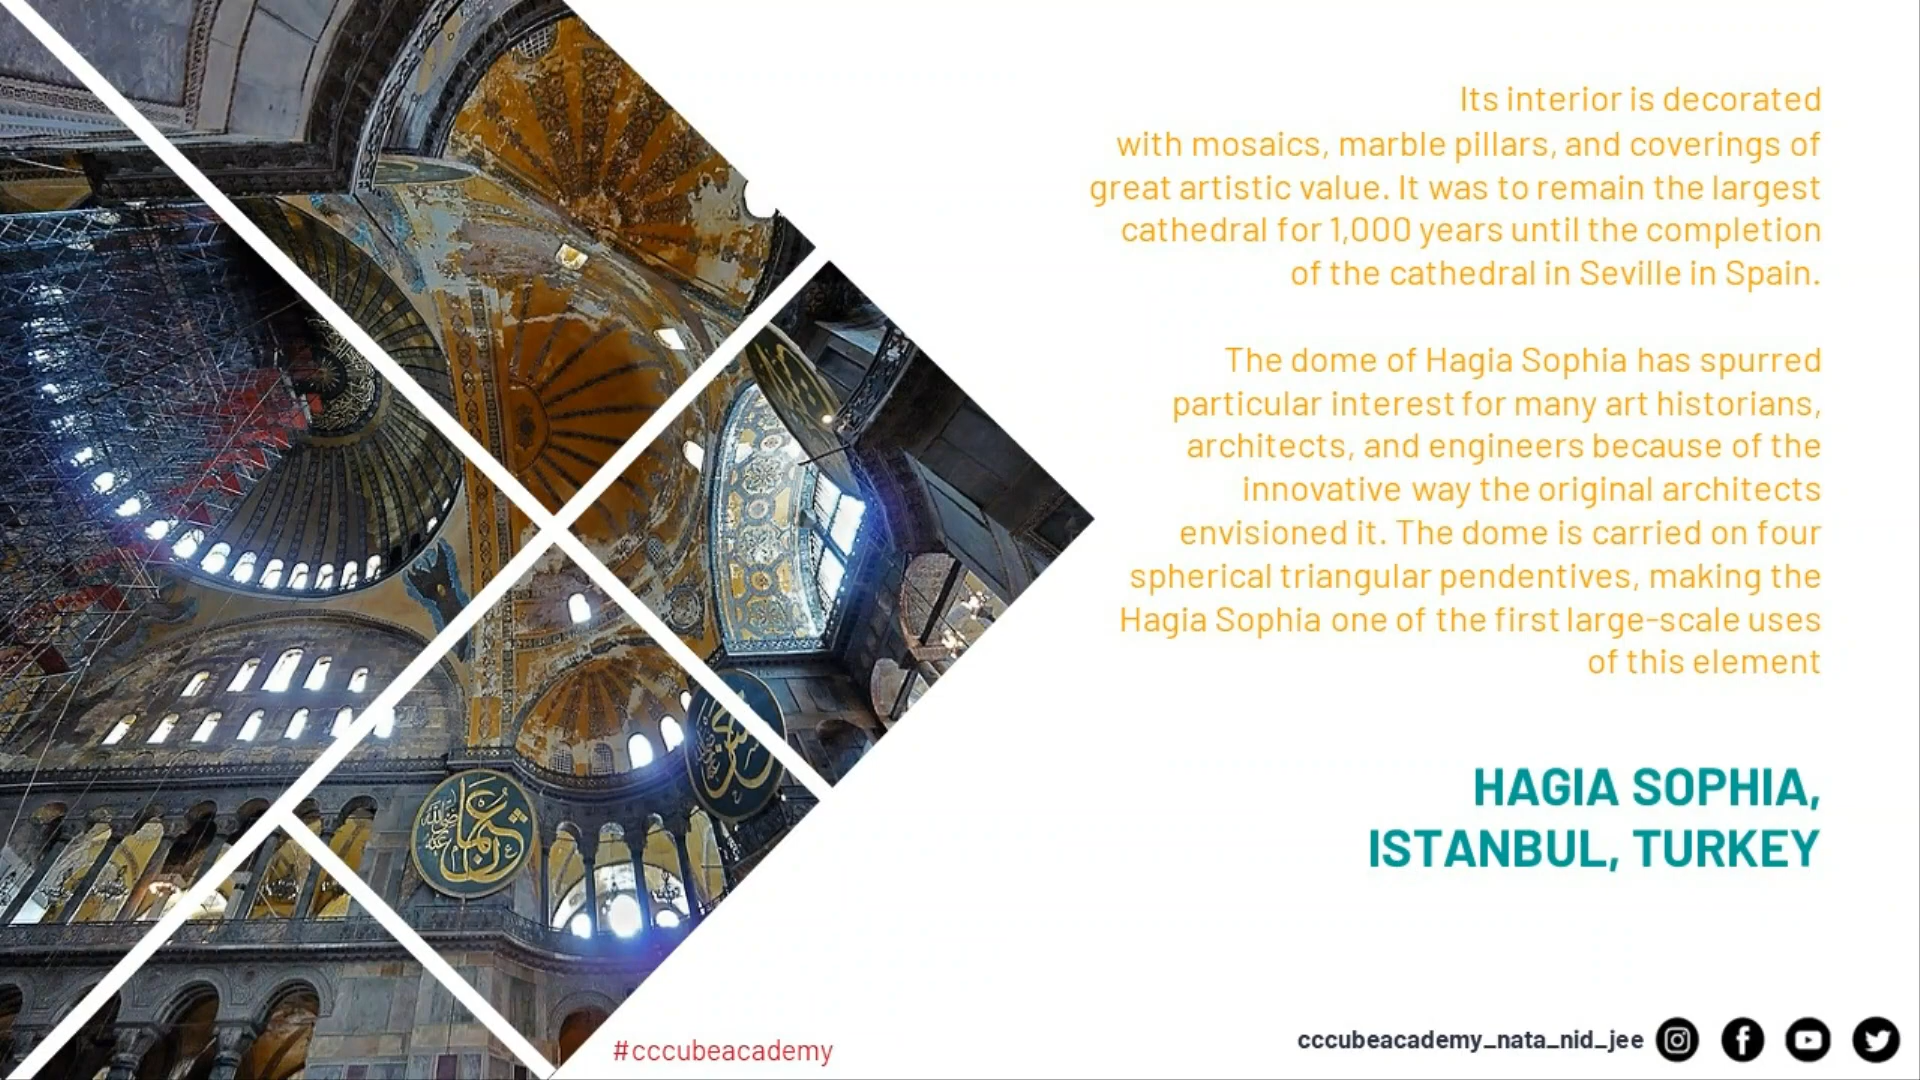 Its interior is decorated
with mosaics, marble pillars, and coverings of
great artistic value. It was to remain the largest
cathedral for 1,000 years until the completion
of the cathedral in Seville in Spain.
The dome of Hagia Sophia has spurred
particular interest for many art historians,
architects, and engineers because of the
innovative way the original architects
envisioned it. The dome is carried on four
spherical triangular pendentives, making the
Hagia Sophia one of the first large-scale uses
of this element
HAGIA SOPHIA,
ISTANBUL, TURKEY
#cccubeacademy
cccubeacademy_nata_nid_jee